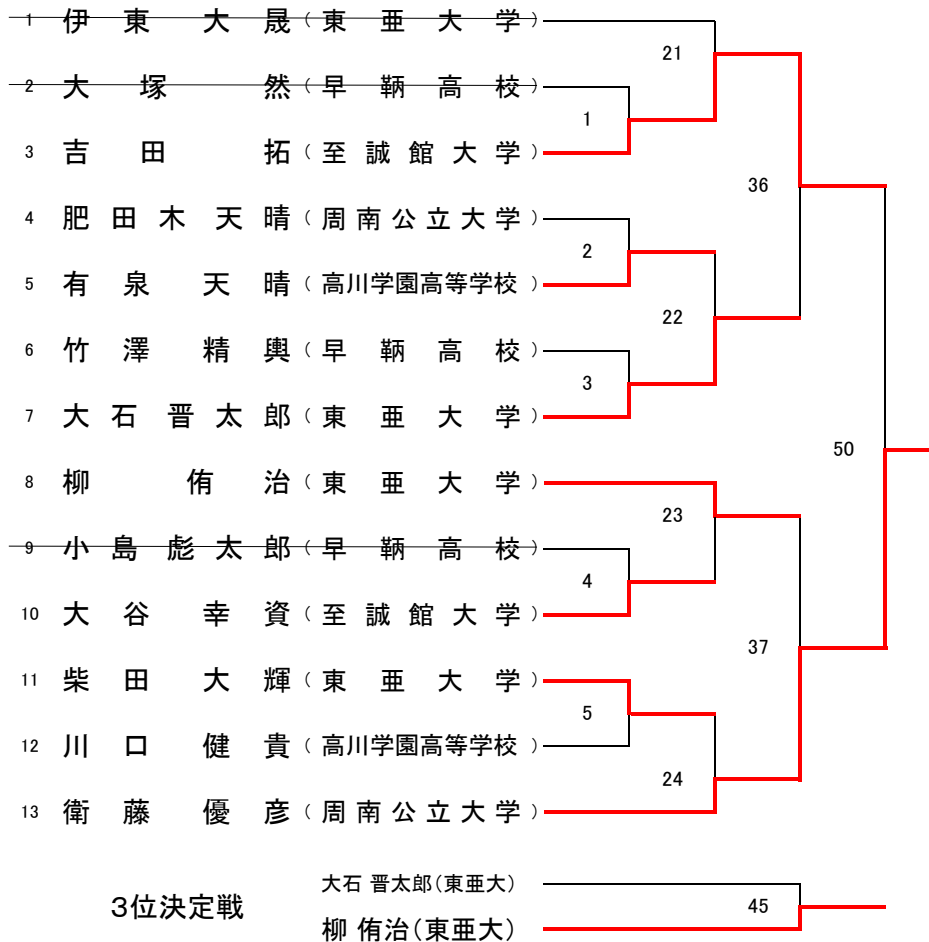 1 伊東大晟（東亜大学）
21
2 大塚然（早鞆高校）
1
3 吉田拓（至誠館大学）
36
4 肥田木天晴（周南公立大学）
2
5 有泉天晴（高川学園高等学校）
22
6 竹澤精輿（早鞆高校）
3
7 大石晋太郎（東亜大学）
50
8 柳侑治（東亜大学）
23
9 小島彪太郎（早鞆高校）
4
10 大谷幸資（至誠館大学）
37
11 柴田大輝（東亜大学）
5
12 川口健貴（高川学園高等学校）
24
13 衛藤優彦（周南公立大学）
大石 晋太郎（東亜大）
3位決定戦
45
柳 侑治（東亜大）